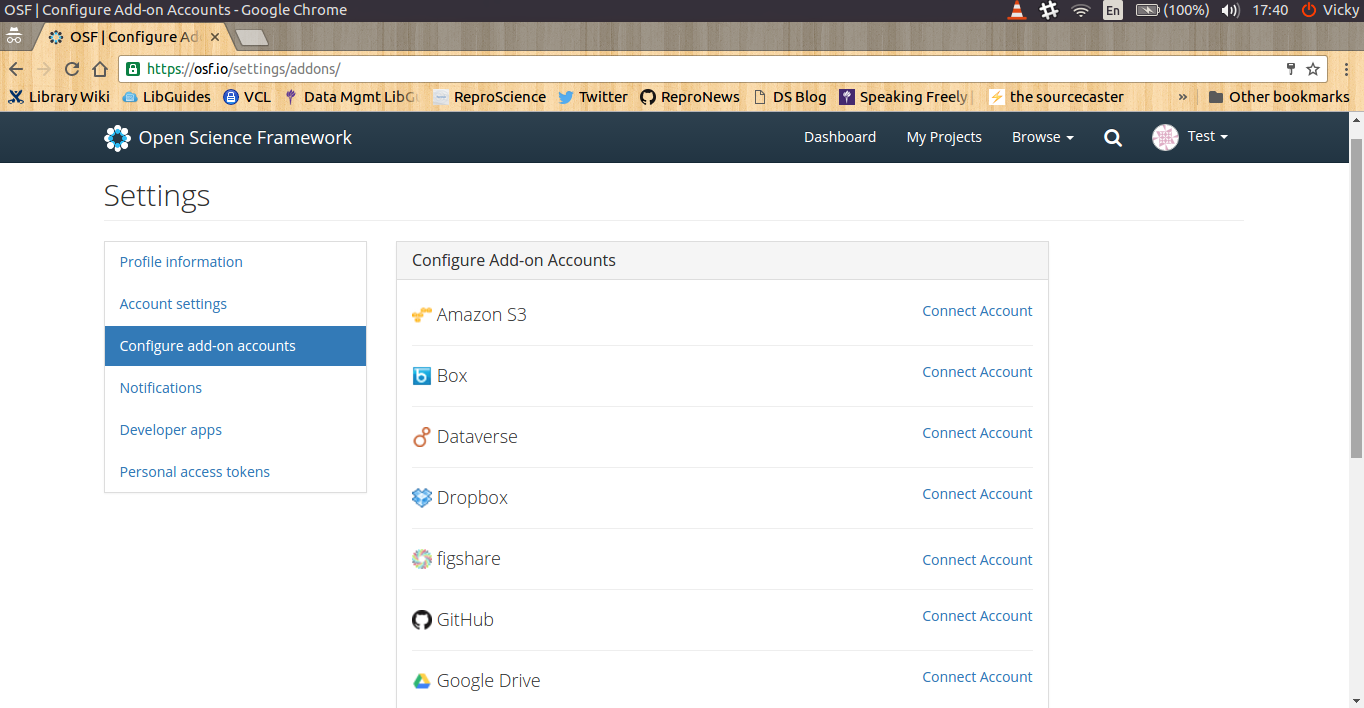 OSF | Configure Add-on Accounts - Google Chrome
En (100%) 17:40 Vicky
OSF | Configure Ad
https://osf.io/settings/addons/
Library Wiki LibGuides VCL Data Mgmt LibG ReproScience Twitter ReproNews DS Blog Speaking Freely the sourcecaster » Other bookmarks
Open Science Framework Dashboard My Projects Browse Test
Settings
Profile information
Account settings
Configure add-on accounts
Notifications
Developer apps
Personal access tokens
Configure Add-on Accounts
Amazon S3 Connect Account
Box Connect Account
Dataverse Connect Account
Dropbox Connect Account
figshare Connect Account
GitHub Connect Account
Google Drive Connect Account